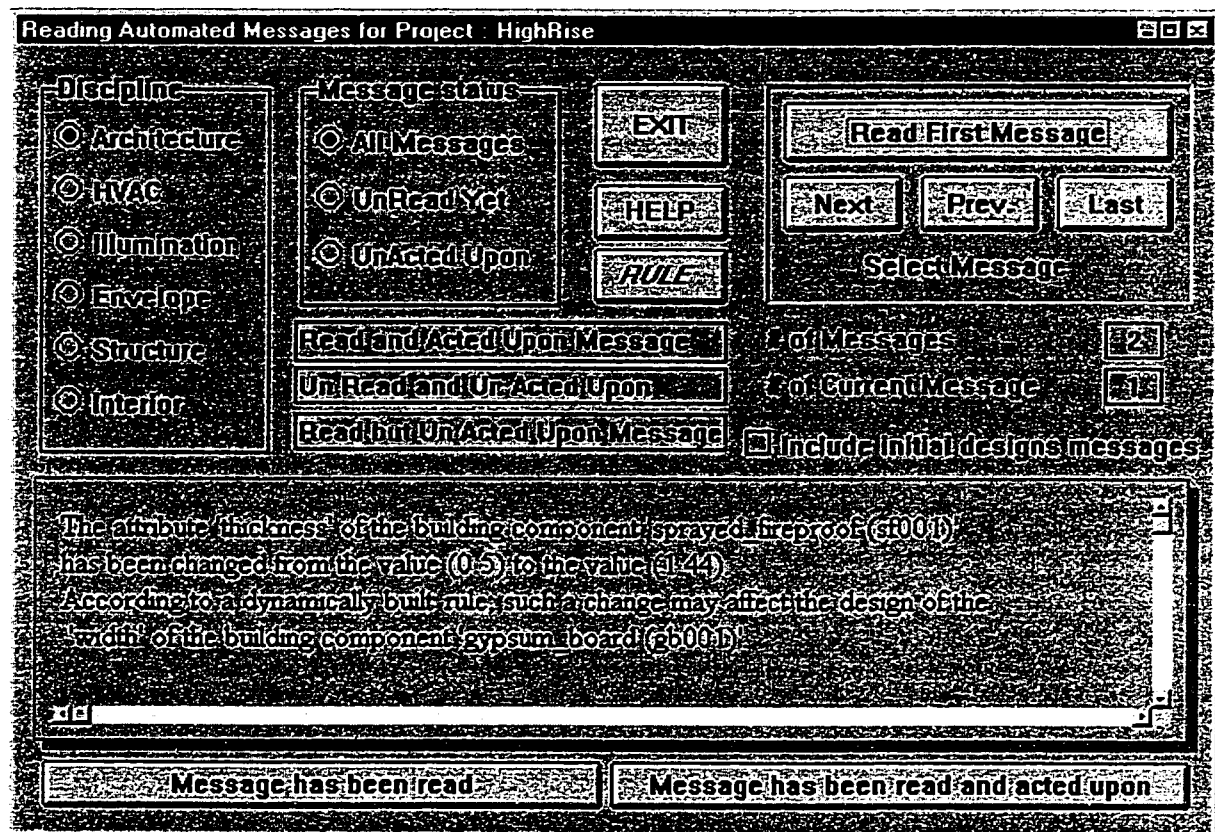 Reading Automated Messages for Project : HighRise
Discipline
Architecture
HVAC
Illumination
Envelope
Structure
Interior
Message status
All Messages
UnRead Yet
UnActed Upon
EXIT
HELP
RULE
Read First Message
Next
Prev.
Last
Select Message
Read and Acted Upon Message
Un Read and Un Acted Upon
Read but Un Acted Upon Message
# of Messages
2
# of Current Message
1
Include initial designs messages
The attribute 'thickness' of the building component 'sprayed_fireproof (sf001)'
has been changed from the value (0.5) to the value (1.44)
According to a dynamically built rule, such a change may affect the design of the
'width' of the building component 'gypsum_board (gb001)'
Message has been read
Message has been read and acted upon